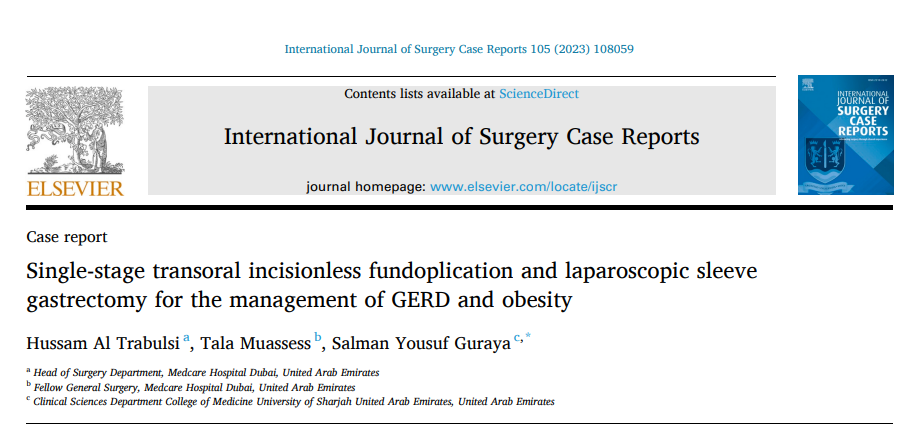 International Journal of Surgery Case Reports 105 (2023) 108059
Contents lists available at ScienceDirect
International Journal of Surgery Case Reports
journal homepage: www.elsevier.com/locate/ijscr
ELSEVIER
INTERNATIONAL
JOURNAL OF
SURGERY
CASE
REPORTS
Case report
Single-stage transoral incisionless fundoplication and laparoscopic sleeve
gastrectomy for the management of GERD and obesity
Hussam Al Trabulsi a, Tala Muassess b, Salman Yousuf Guraya c,*
a Head of Surgery Department, Medcare Hospital Dubai, United Arab Emirates
b Fellow General Surgery, Medcare Hospital Dubai, United Arab Emirates
c Clinical Sciences Department College of Medicine University of Sharjah United Arab Emirates, United Arab Emirates